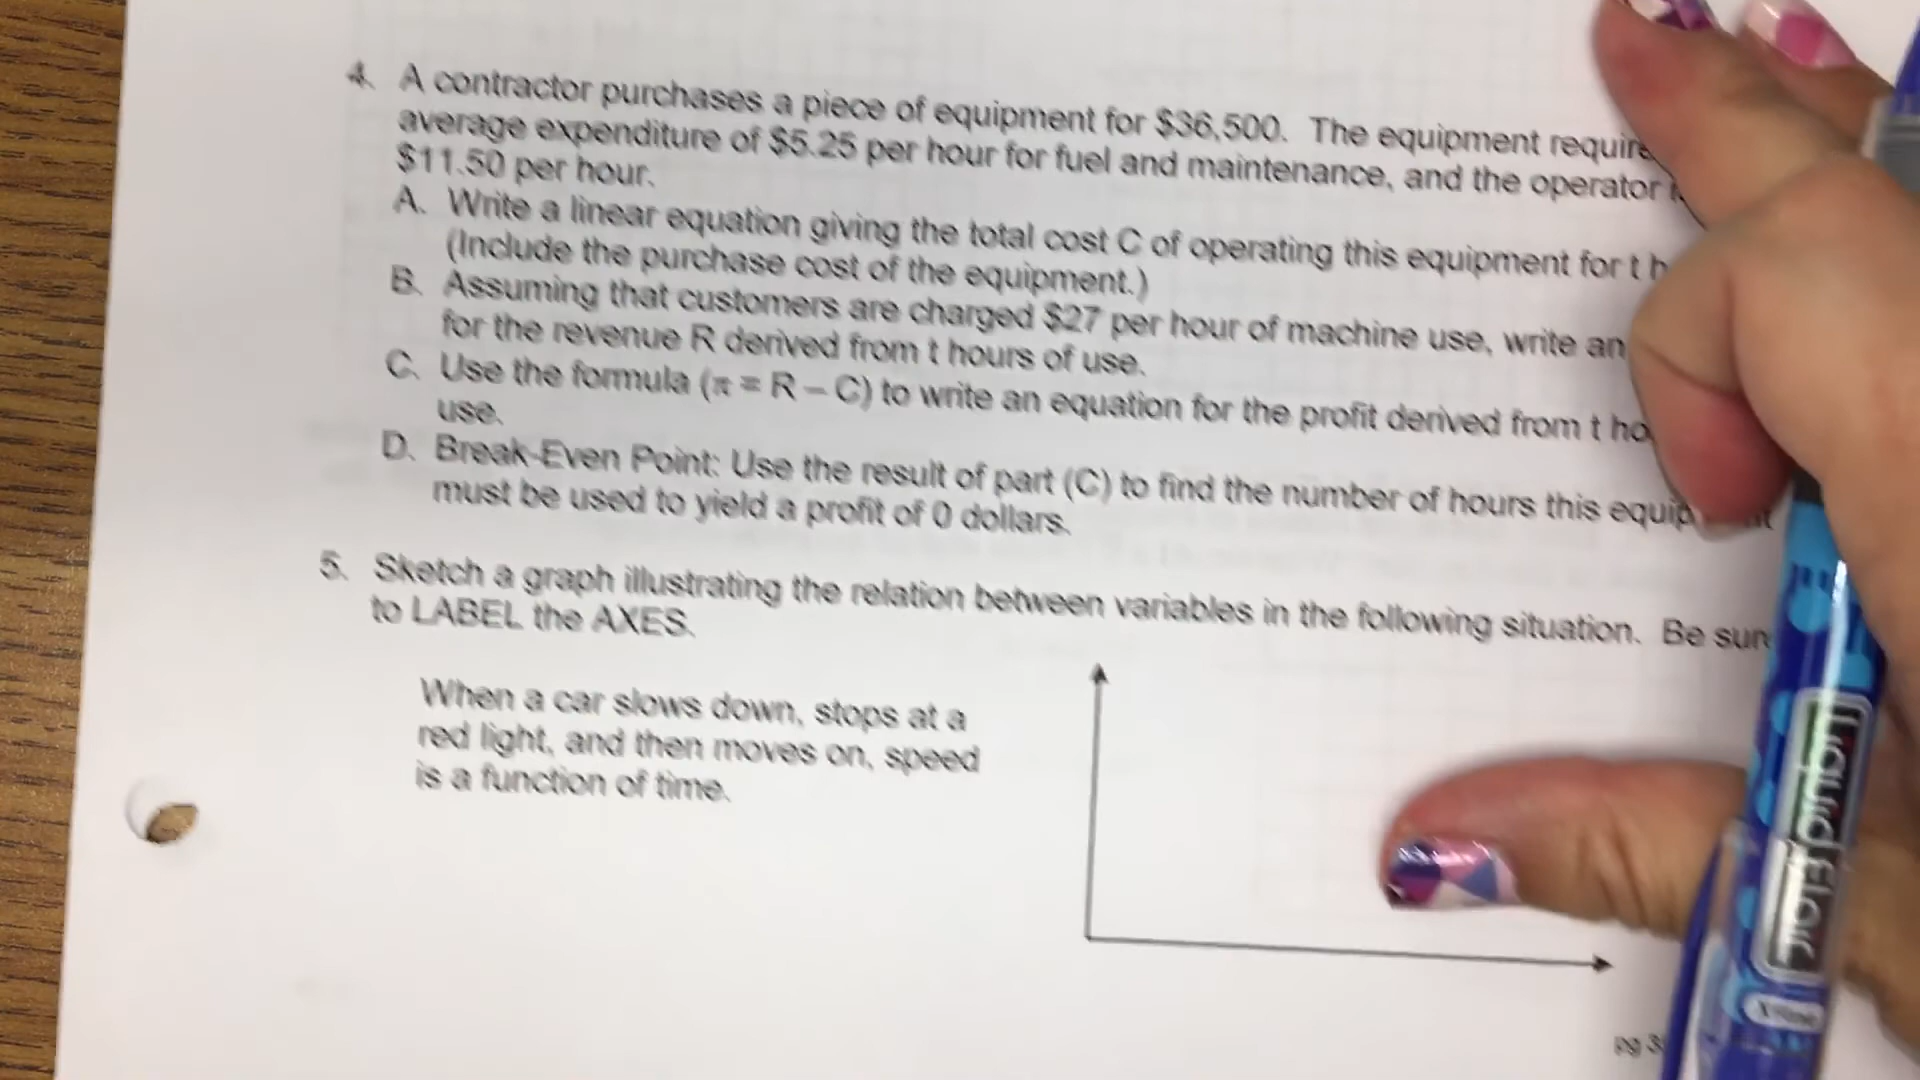 4. A contractor purchases a piece of equipment for $36,500. The equipment require
average expenditure of $5.25 per hour for fuel and maintenance, and the operator
$11.50 per hour.
A. Write a linear equation giving the total cost C of operating this equipment for t h
(Include the purchase cost of the equipment.)
B. Assuming that customers are charged $27 per hour of machine use, write an
for the revenue R derived from t hours of use.
C. Use the formula (π = R – C) to write an equation for the profit derived from t ho
use.
D. Break-Even Point: Use the result of part (C) to find the number of hours this equip
must be used to yield a profit of 0 dollars.
5. Sketch a graph illustrating the relation between variables in the following situation. Be sure
to LABEL the AXES.
When a car slows down, stops at a
red light, and then moves on, speed
is a function of time.
pg 3
Liquid Flair